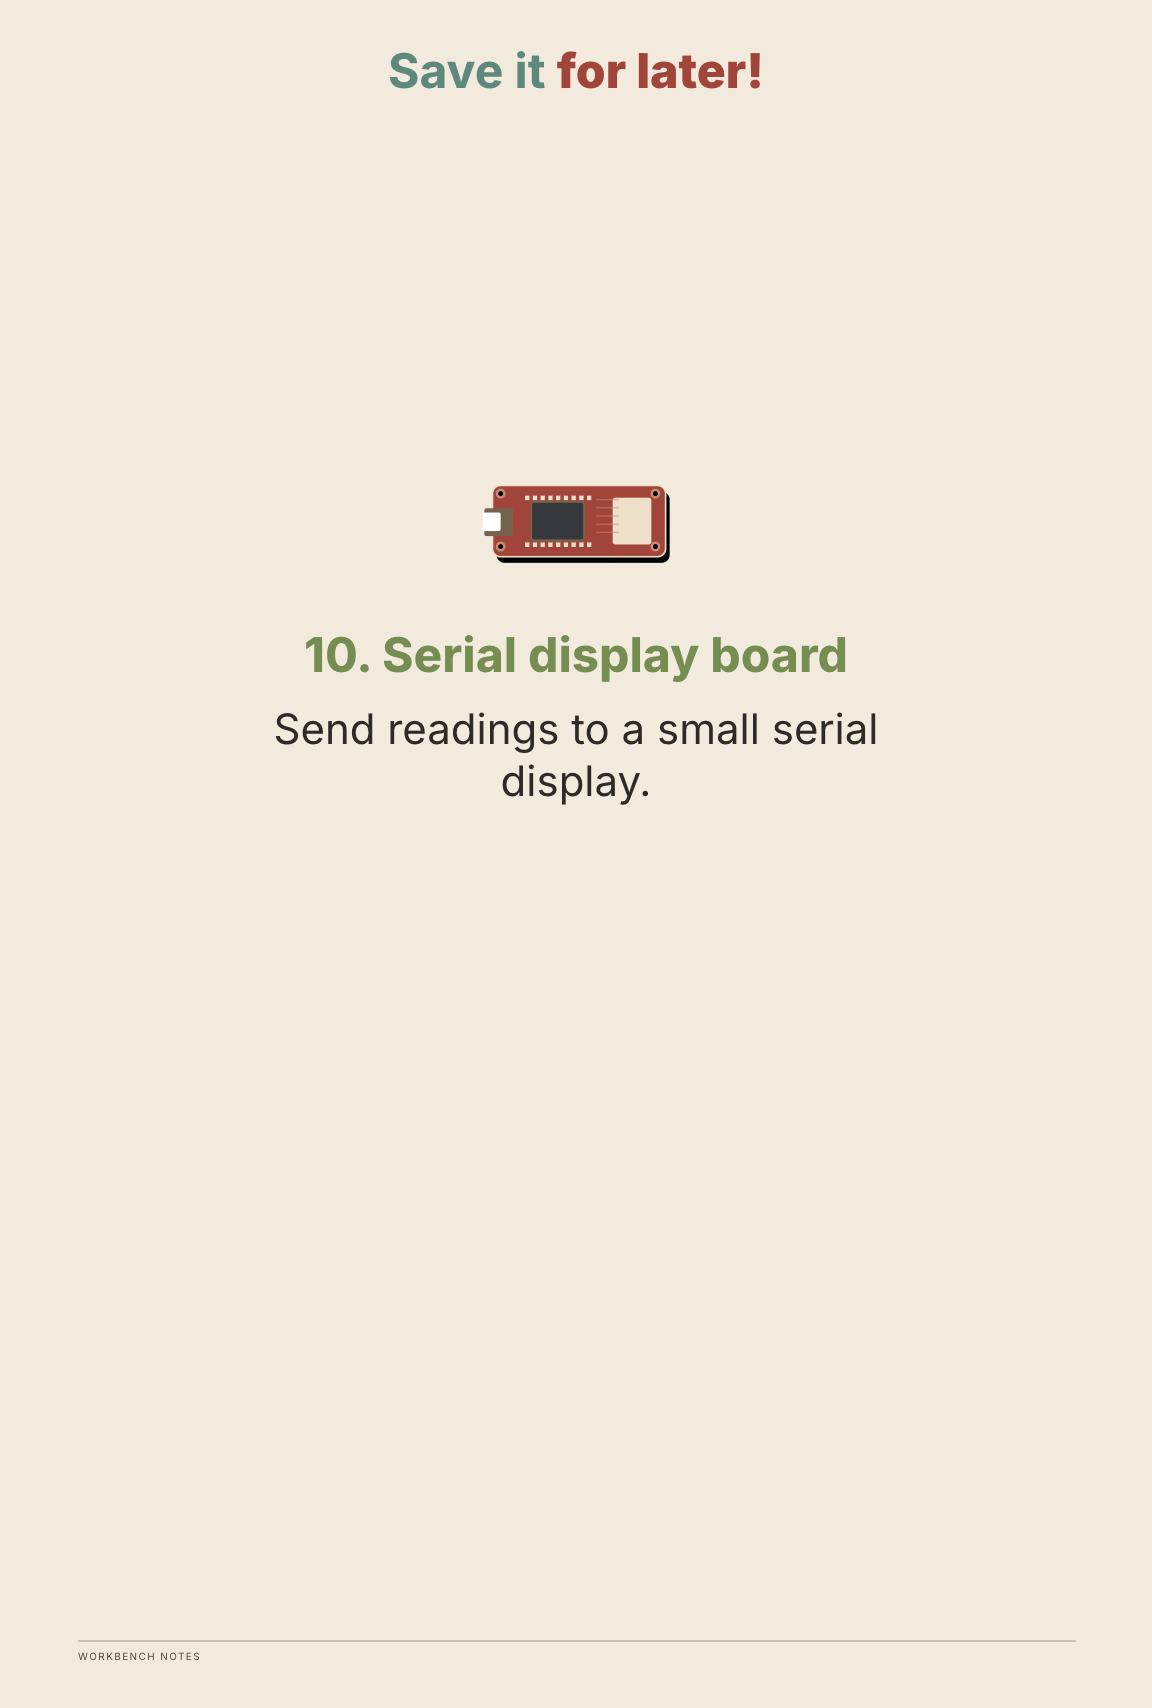 Save it for later!
10. Serial display board
Send readings to a small serial
display.
WORKBENCH NOTES